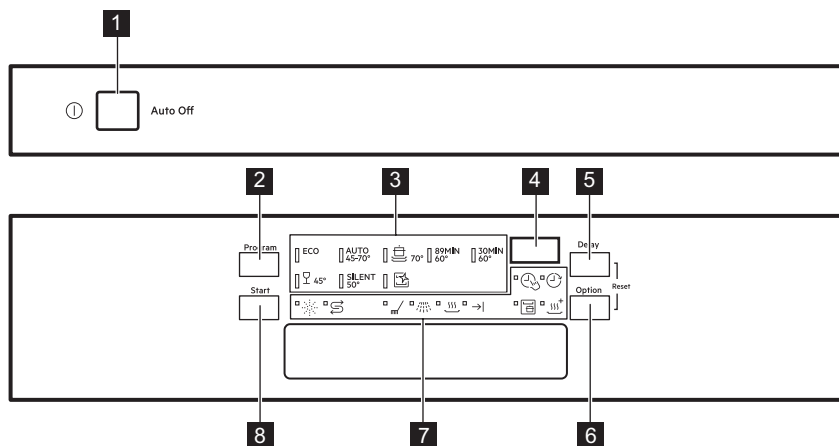 1
Auto Off
2 3 4 5
Program ECO AUTO 70° 89MIN 30MIN Delay
45-70° 60° 60°
45° SILENT
50°
Start Option Reset
8 7 6